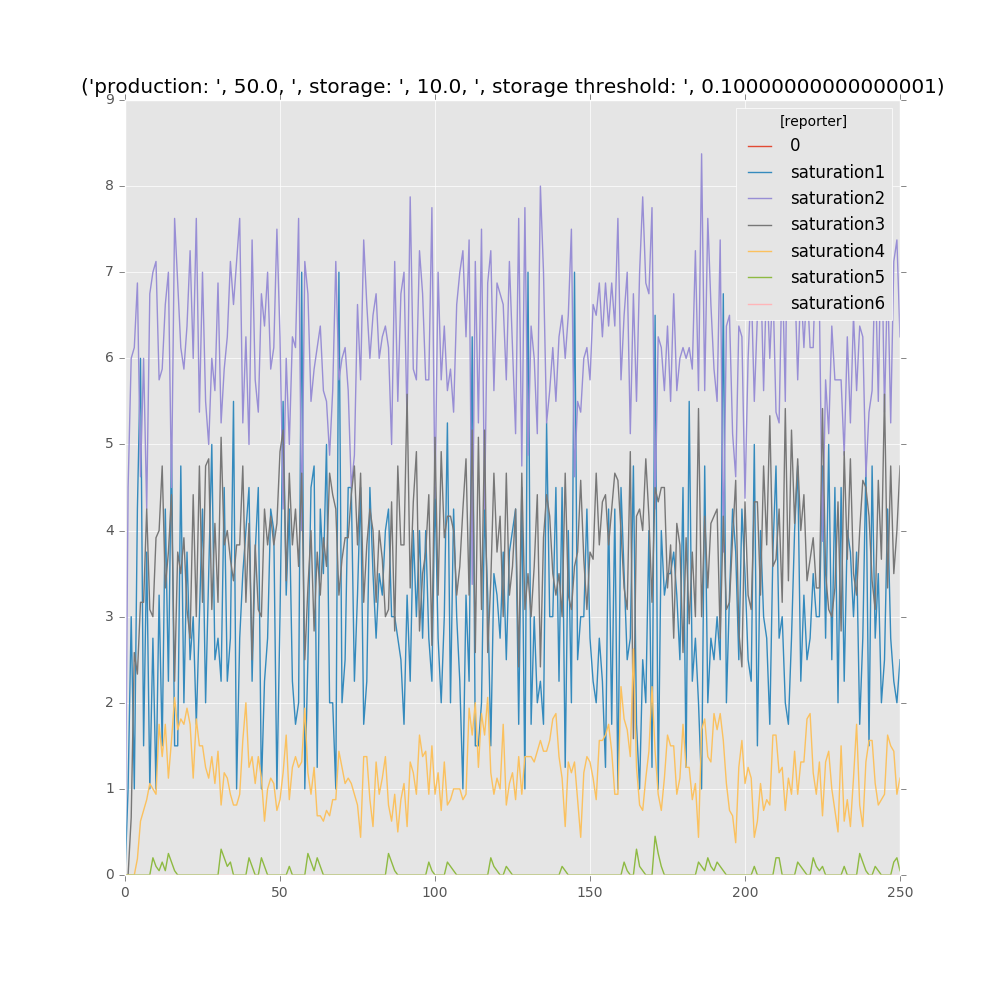 ('production: ', 50.0, ', storage: ', 10.0, ', storage threshold: ', 0.10000000000000001)
9
8
7
6
5
4
3
2
1
0
[reporter]
0
saturation1
saturation2
saturation3
saturation4
saturation5
saturation6
0 50 100 150 200 250